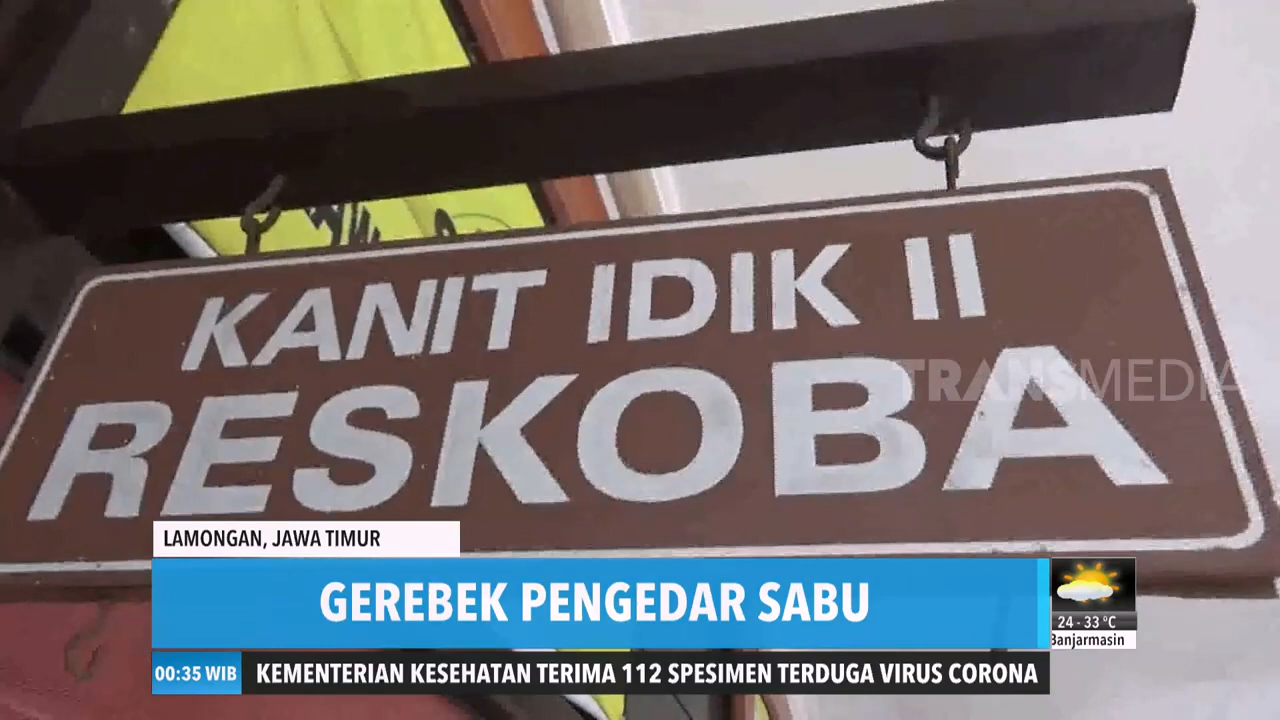 KANIT IDIK II
RESKOBA
TRANSMEDIA
LAMONGAN, JAWA TIMUR
GEREBEK PENGEDAR SABU
24 - 33 °C
Banjarmasin
00:35 WIB
KEMENTERIAN KESEHATAN TERIMA 112 SPESIMEN TERDUGA VIRUS CORONA